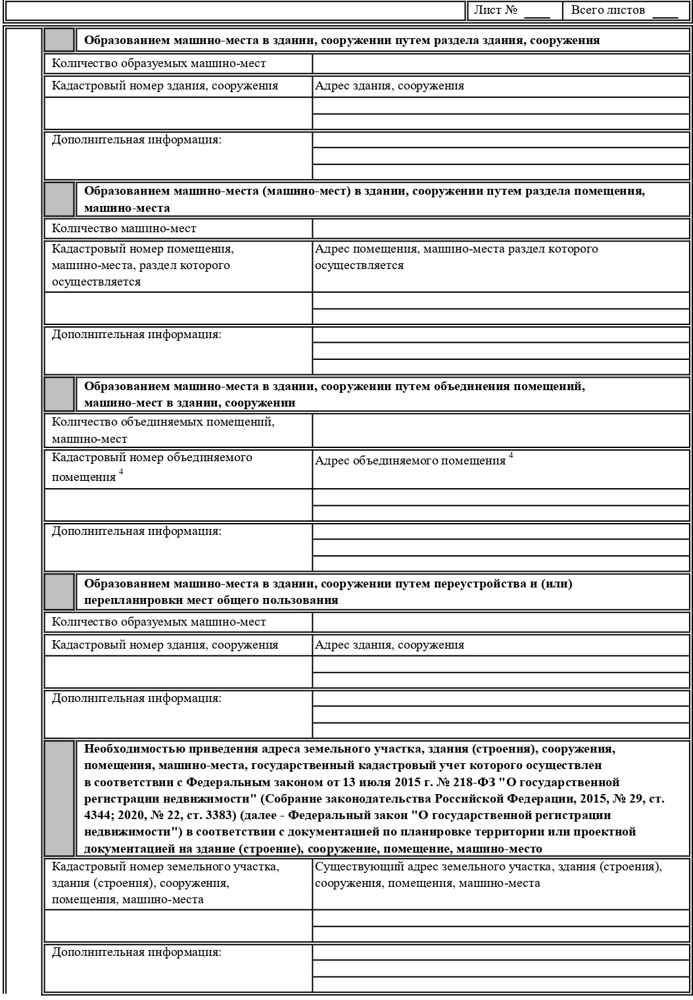 Лист № ____ Всего листов ____
Образованием машино-места в здании, сооружении путем раздела здания, сооружения
Количество образуемых машино-мест
Кадастровый номер здания, сооружения Адрес здания, сооружения
Дополнительная информация:
Образованием машино-места (машино-мест) в здании, сооружении путем раздела помещения,
машино-места
Количество машино-мест
Кадастровый номер помещения,
машино-места, раздел которого
осуществляется
Адрес помещения, машино-места раздел которого
осуществляется
Дополнительная информация:
Образованием машино-места в здании, сооружении путем объединения помещений,
машино-мест в здании, сооружении
Количество объединяемых помещений,
машино-мест
Кадастровый номер объединяемого
помещения 4
Адрес объединяемого помещения 4
Дополнительная информация:
Образованием машино-места в здании, сооружении путем переустройства и (или)
перепланировки мест общего пользования
Количество образуемых машино-мест
Кадастровый номер здания, сооружения Адрес здания, сооружения
Дополнительная информация:
Необходимостью приведения адреса земельного участка, здания (строения), сооружения,
помещения, машино-места, государственный кадастровый учет которого осуществлен
в соответствии с Федеральным законом от 13 июля 2015 г. № 218-ФЗ "О государственной
регистрации недвижимости" (Собрание законодательства Российской Федерации, 2015, № 29, ст.
4344; 2020, № 22, ст. 3383) (далее - Федеральный закон "О государственной регистрации
недвижимости") в соответствии с документацией по планировке территории или проектной
документацией на здание (строение), сооружение, помещение, машино-место
Кадастровый номер земельного участка,
здания (строения), сооружения,
помещения, машино-места
Существующий адрес земельного участка, здания (строения),
сооружения, помещения, машино-места
Дополнительная информация: